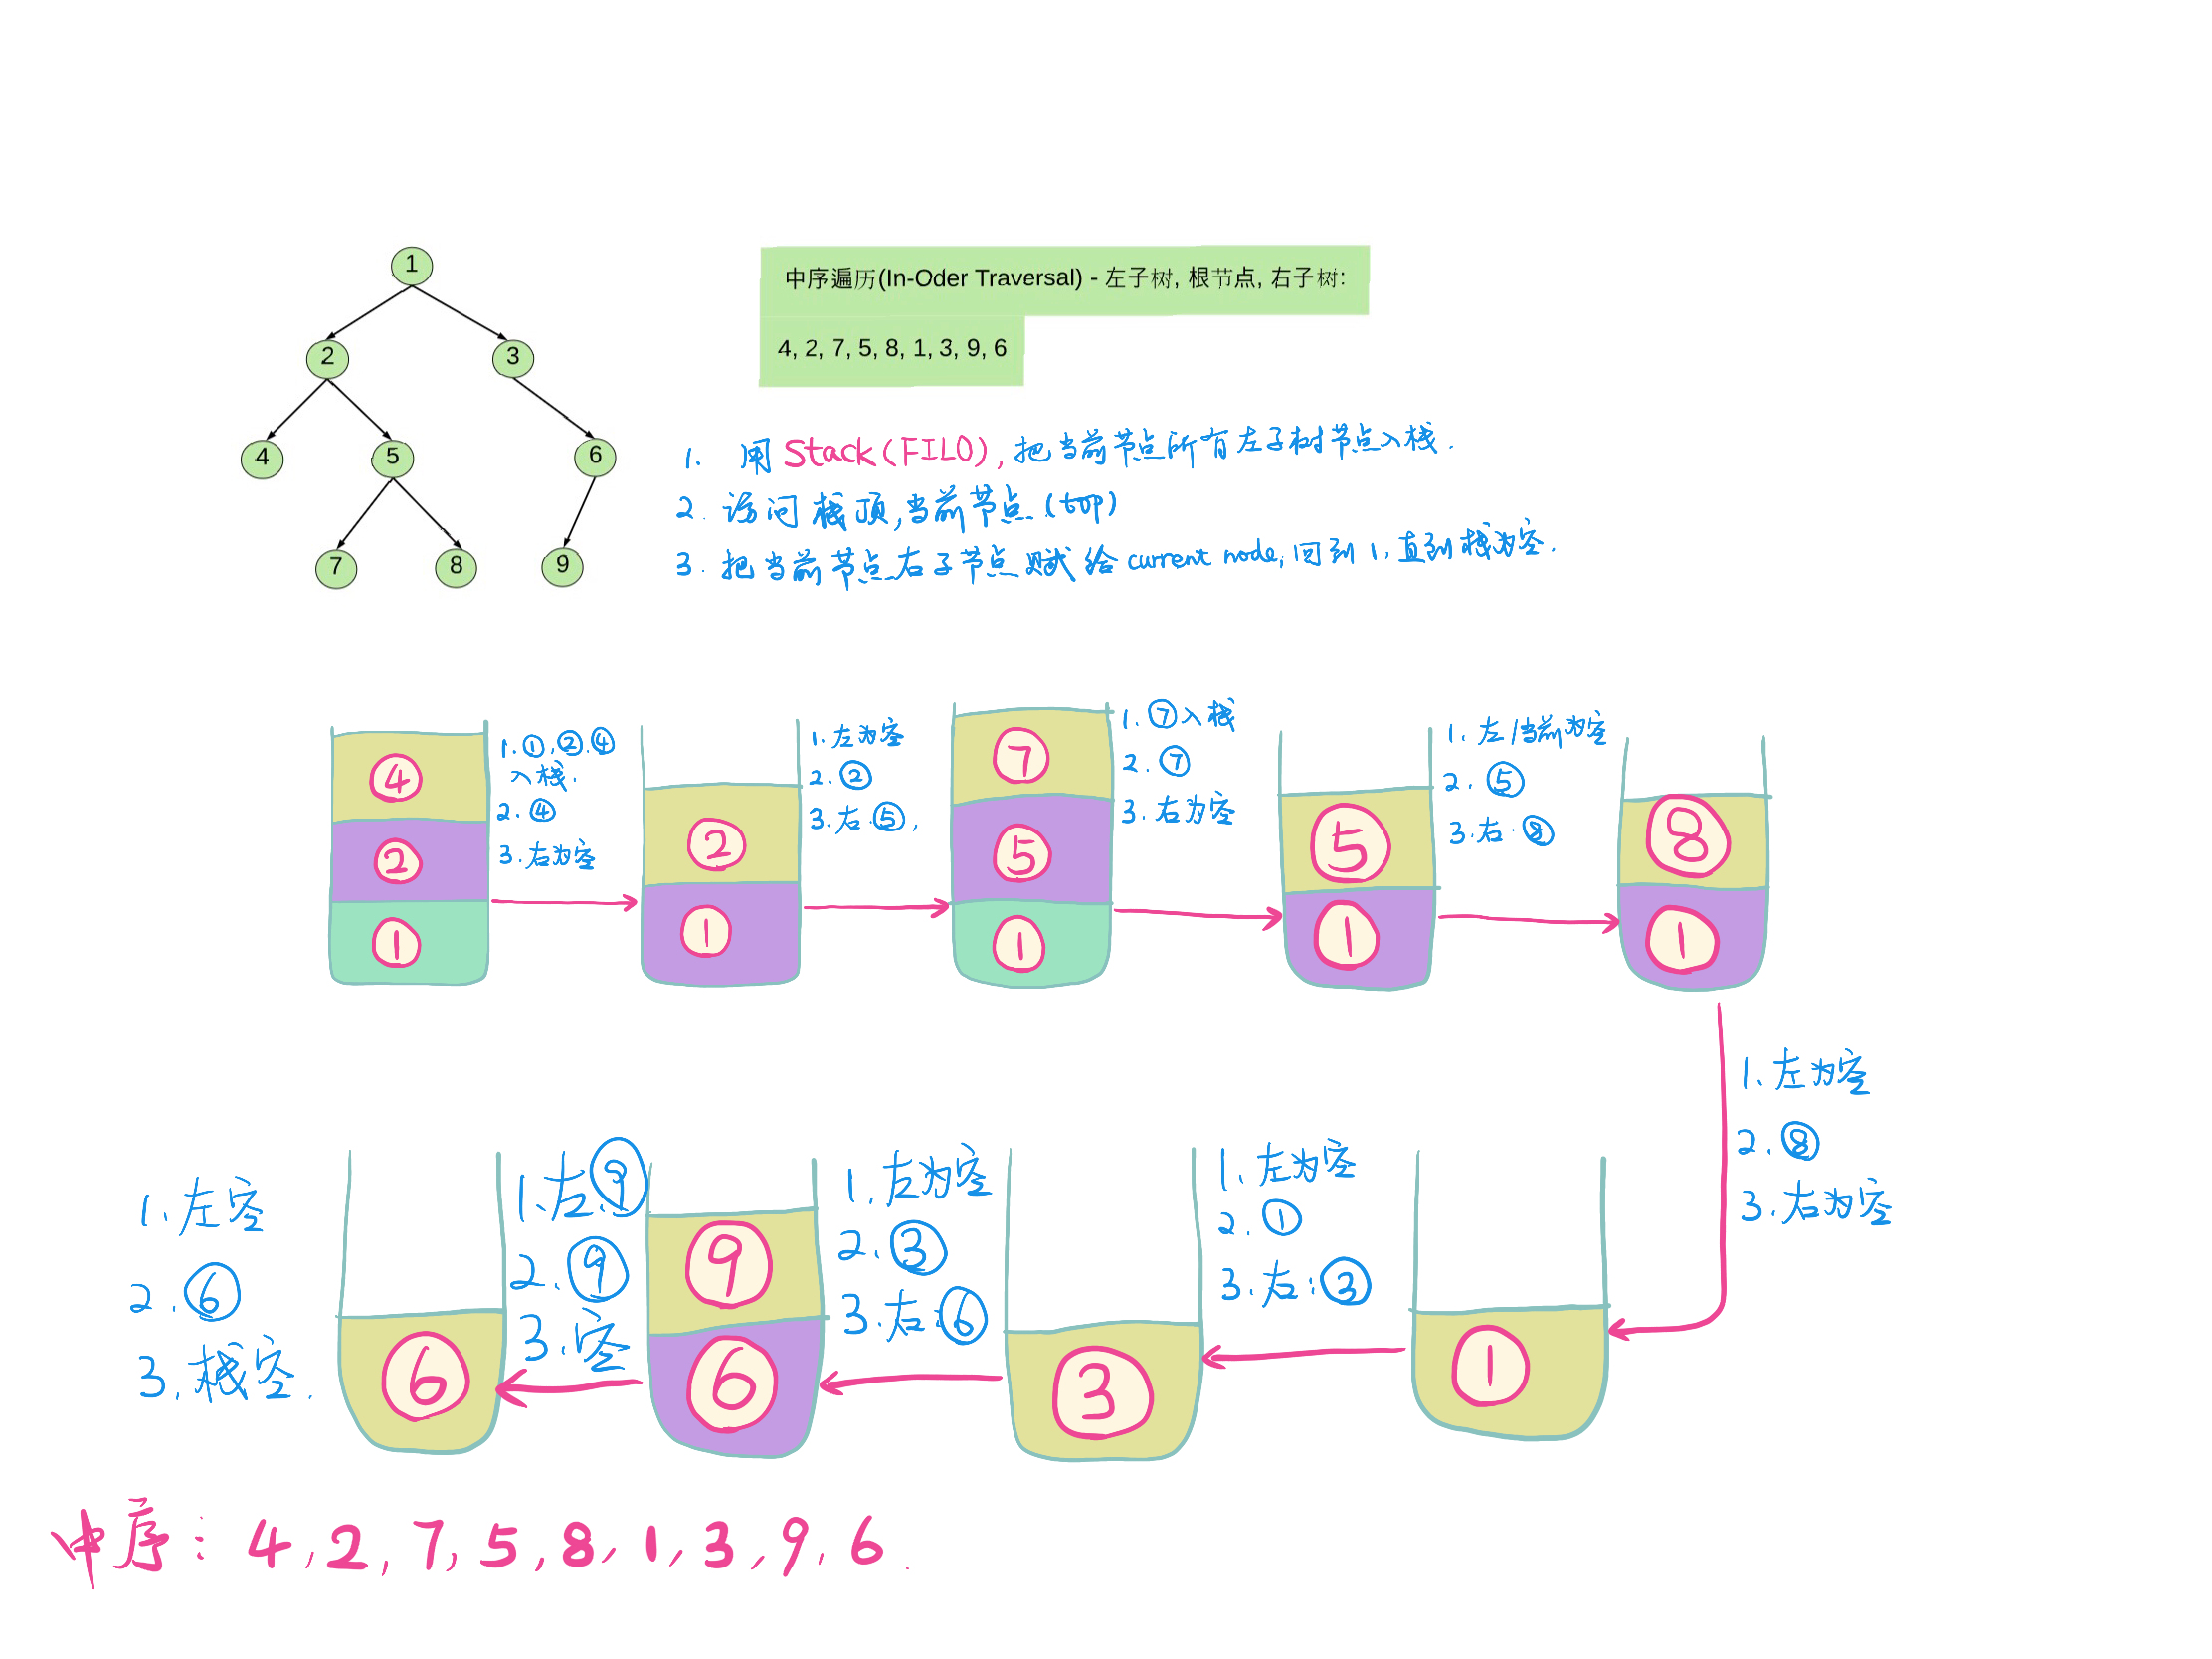 1
2
3
4
5
6
7
8
9
中序遍历(In-Oder Traversal) - 左子树, 根节点, 右子树:
4, 2, 7, 5, 8, 1, 3, 9, 6
1. 用 Stack(FILO), 把当前节点所有左子树节点入栈.
2. 访问栈顶,当前节点(top)
3. 把当前节点右子节点赋给 current node, 回到1, 直到栈为空.
4
2
1
1.①,②.④
入栈.
2.④
3.右为空
2
1
1.左为空
2.②
3.右.⑤,
7
5
1
1.⑦入栈
2.⑦
3.右为空
5
1
1.左/当前为空
2.⑤
3.右.⑧
8
1
1.左为空
2.⑧
3.右为空
1
1.左为空
2.①
3.右:③
3
1.左为空
2.③
3.右:⑥
9
6
1.左.⑨
2.⑨
3.空
6
1.左空
2.⑥
3.栈空.
中序: 4,2,7,5,8,1,3,9,6.